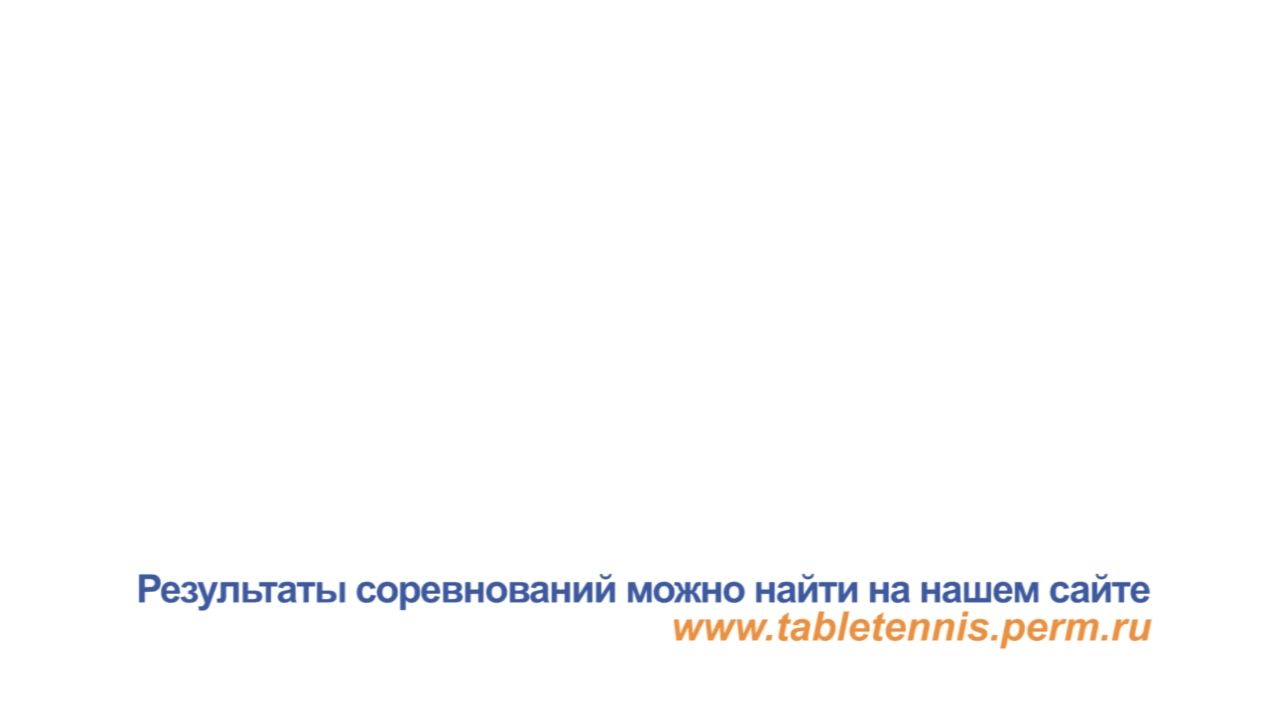 Результаты соревнований можно найти на нашем сайте
www.tabletennis.perm.ru